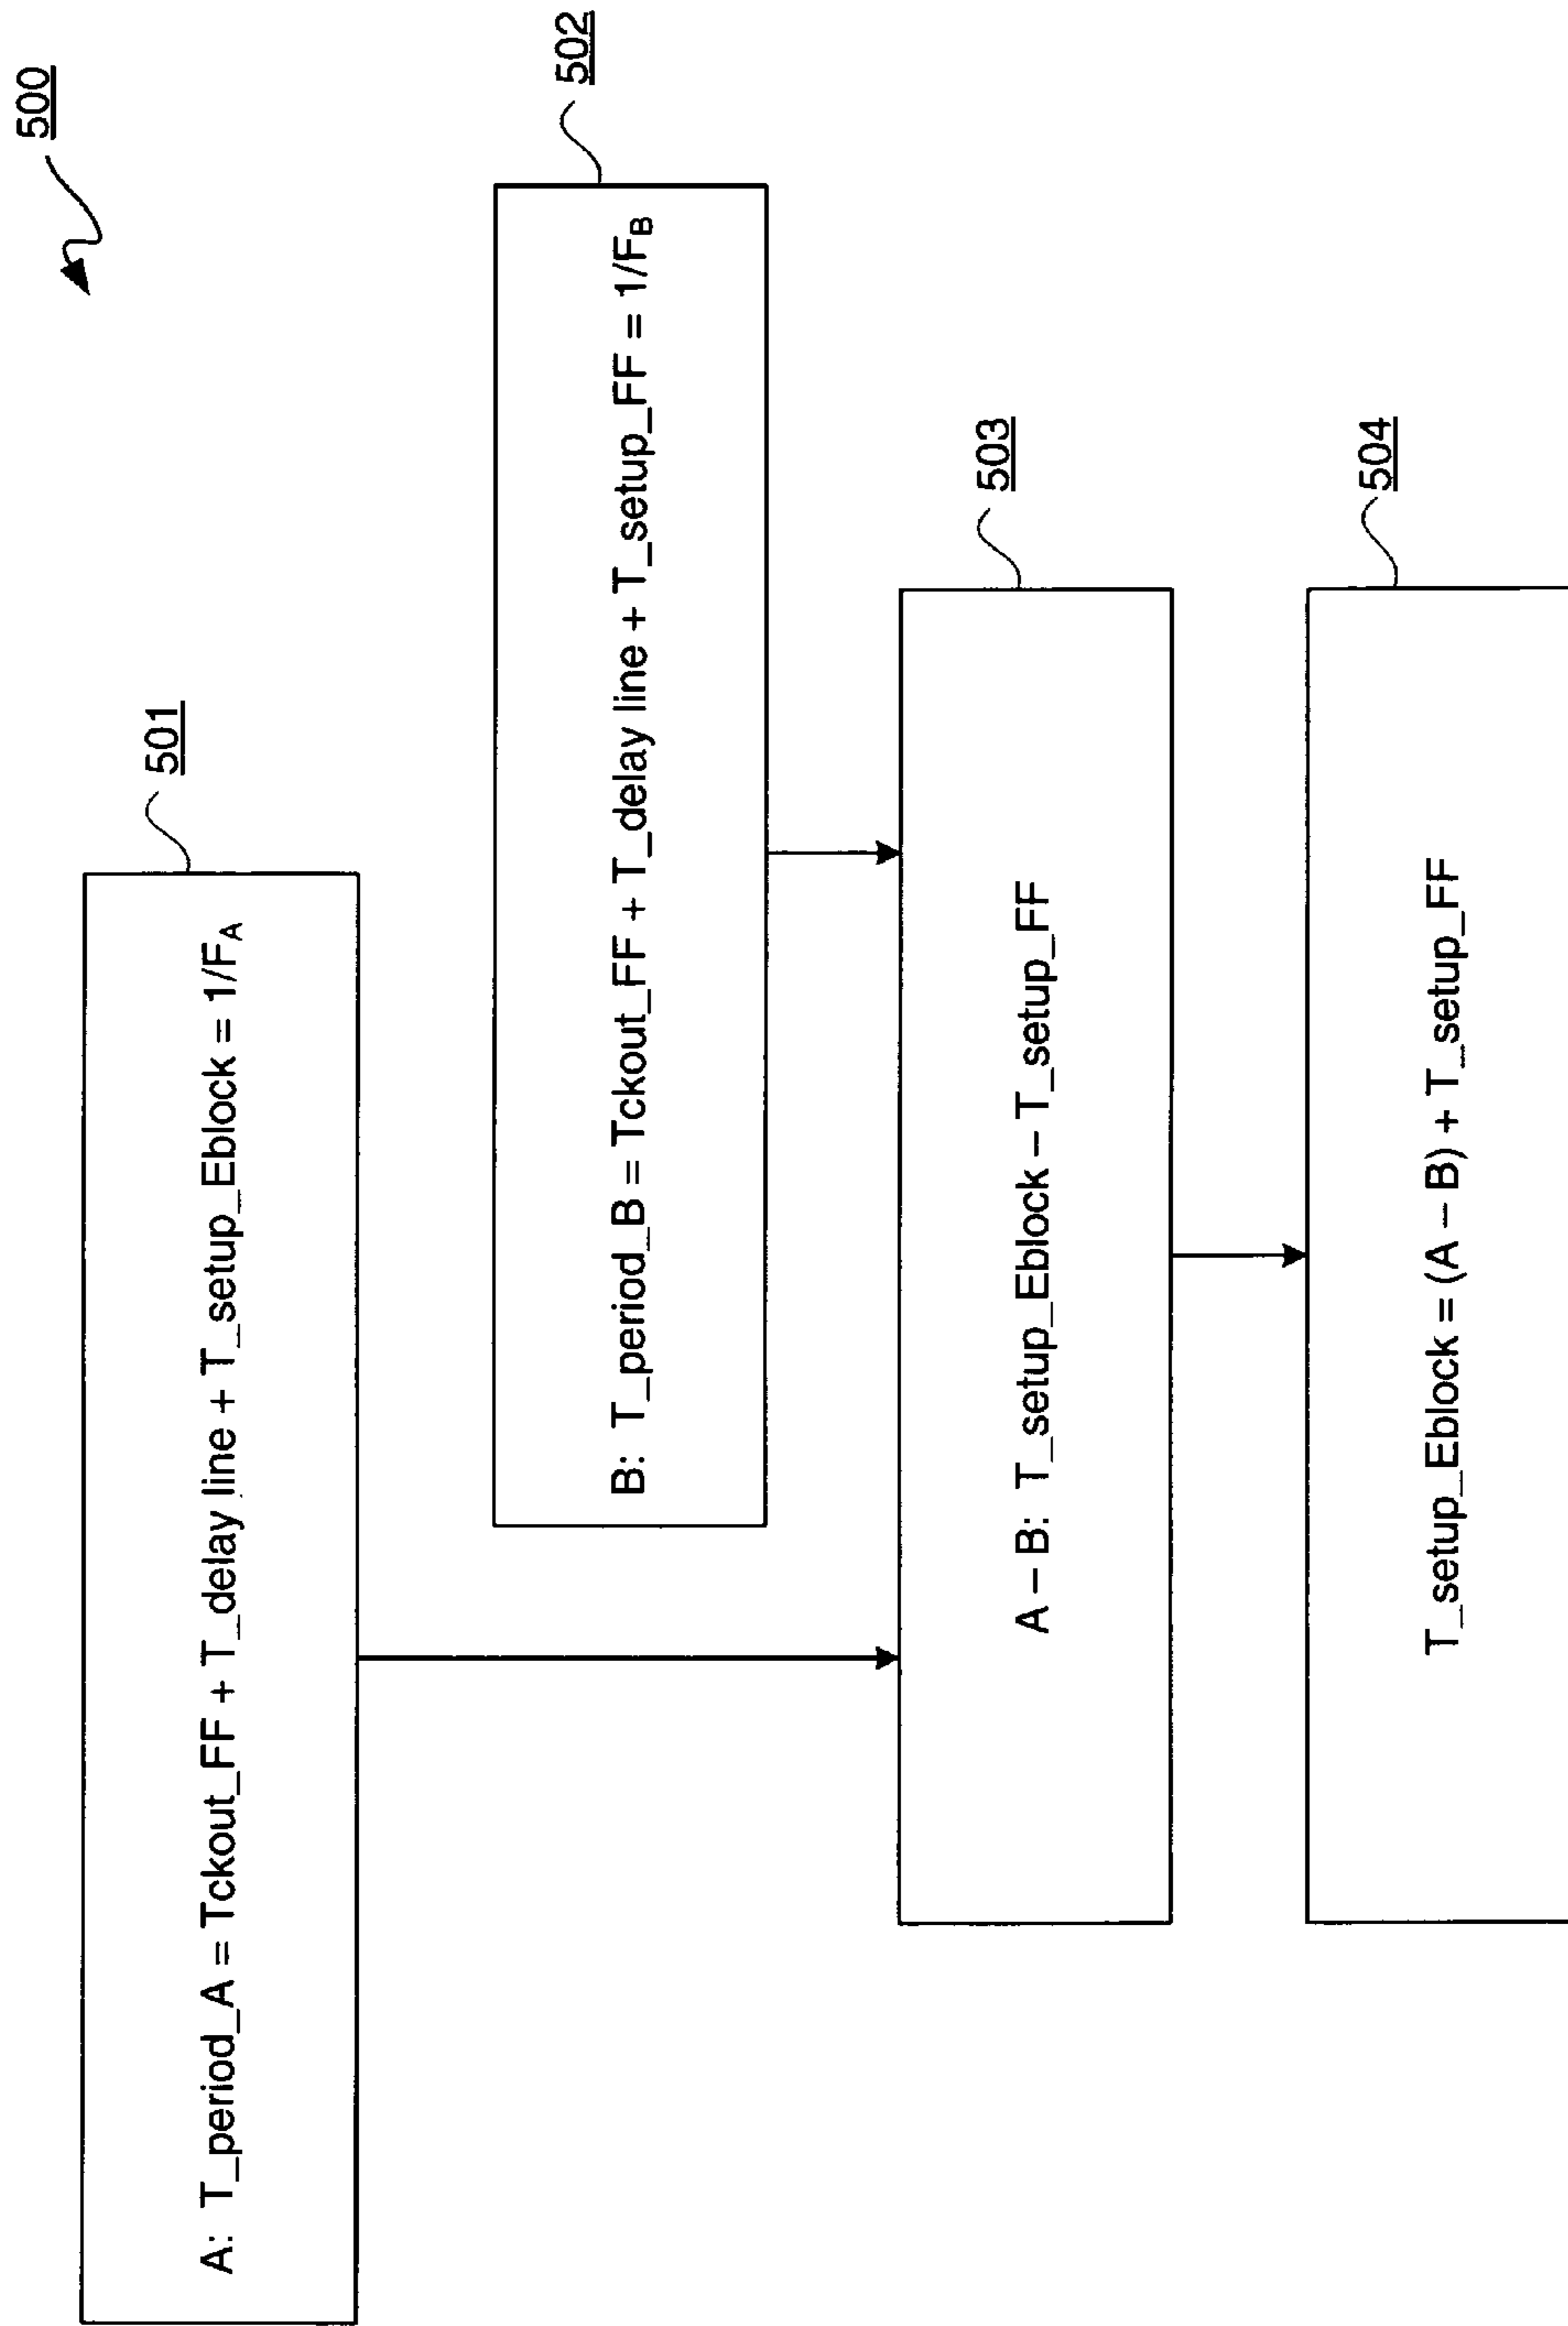 500
501
A: T_period_A = Tckout_FF + T_delay line + T_setup_Eblock = 1/FA
502
B: T_period_B = Tckout_FF + T_delay line + T_setup_FF = 1/FB
503
A – B: T_setup_Eblock – T_setup_FF
504
T_setup_Eblock = (A – B) + T_setup_FF